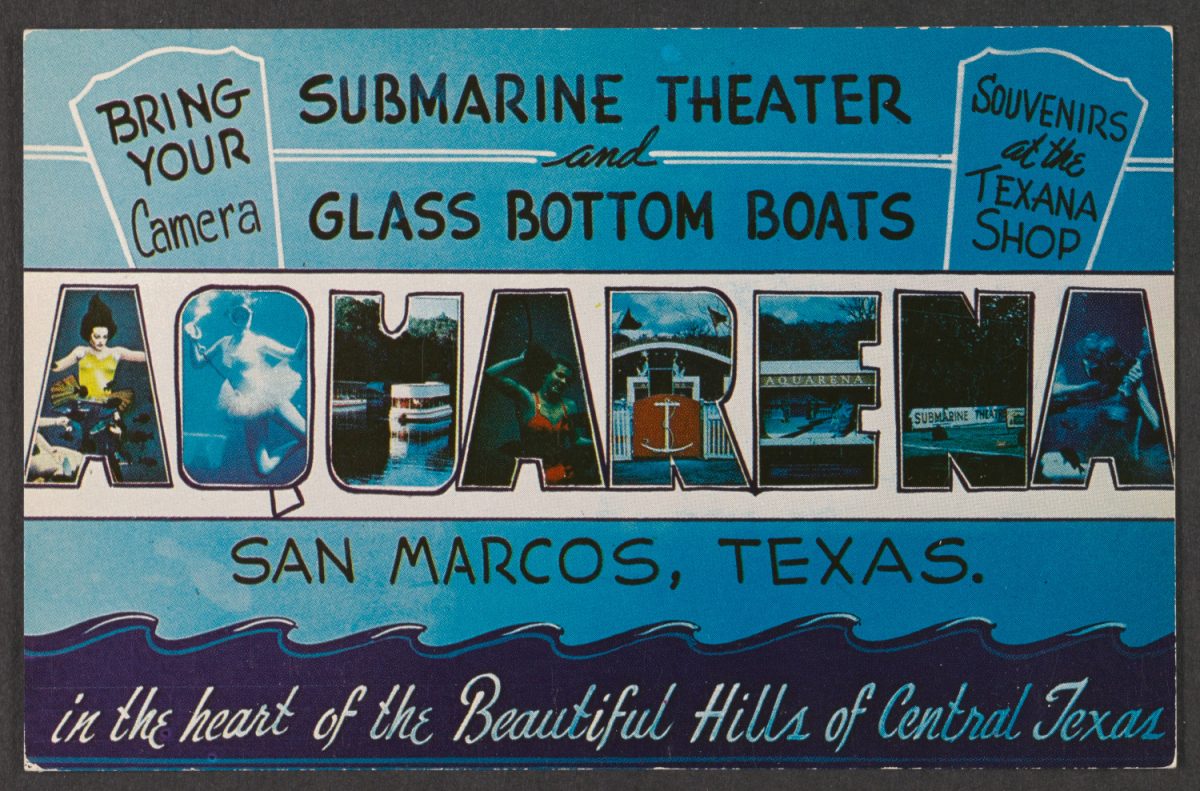 BRING
YOUR
Camera
SUBMARINE THEATER
and
GLASS BOTTOM BOATS
SOUVENIRS
at the
TEXANA
SHOP
AQUARENA
AQUARENA
SUBMARINE THEATRE
SAN MARCOS, TEXAS.
in the heart of the Beautiful Hills of Central Texas